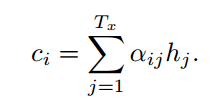 c_i = \sum_{j=1}^{T_x} \alpha_{ij} h_j.